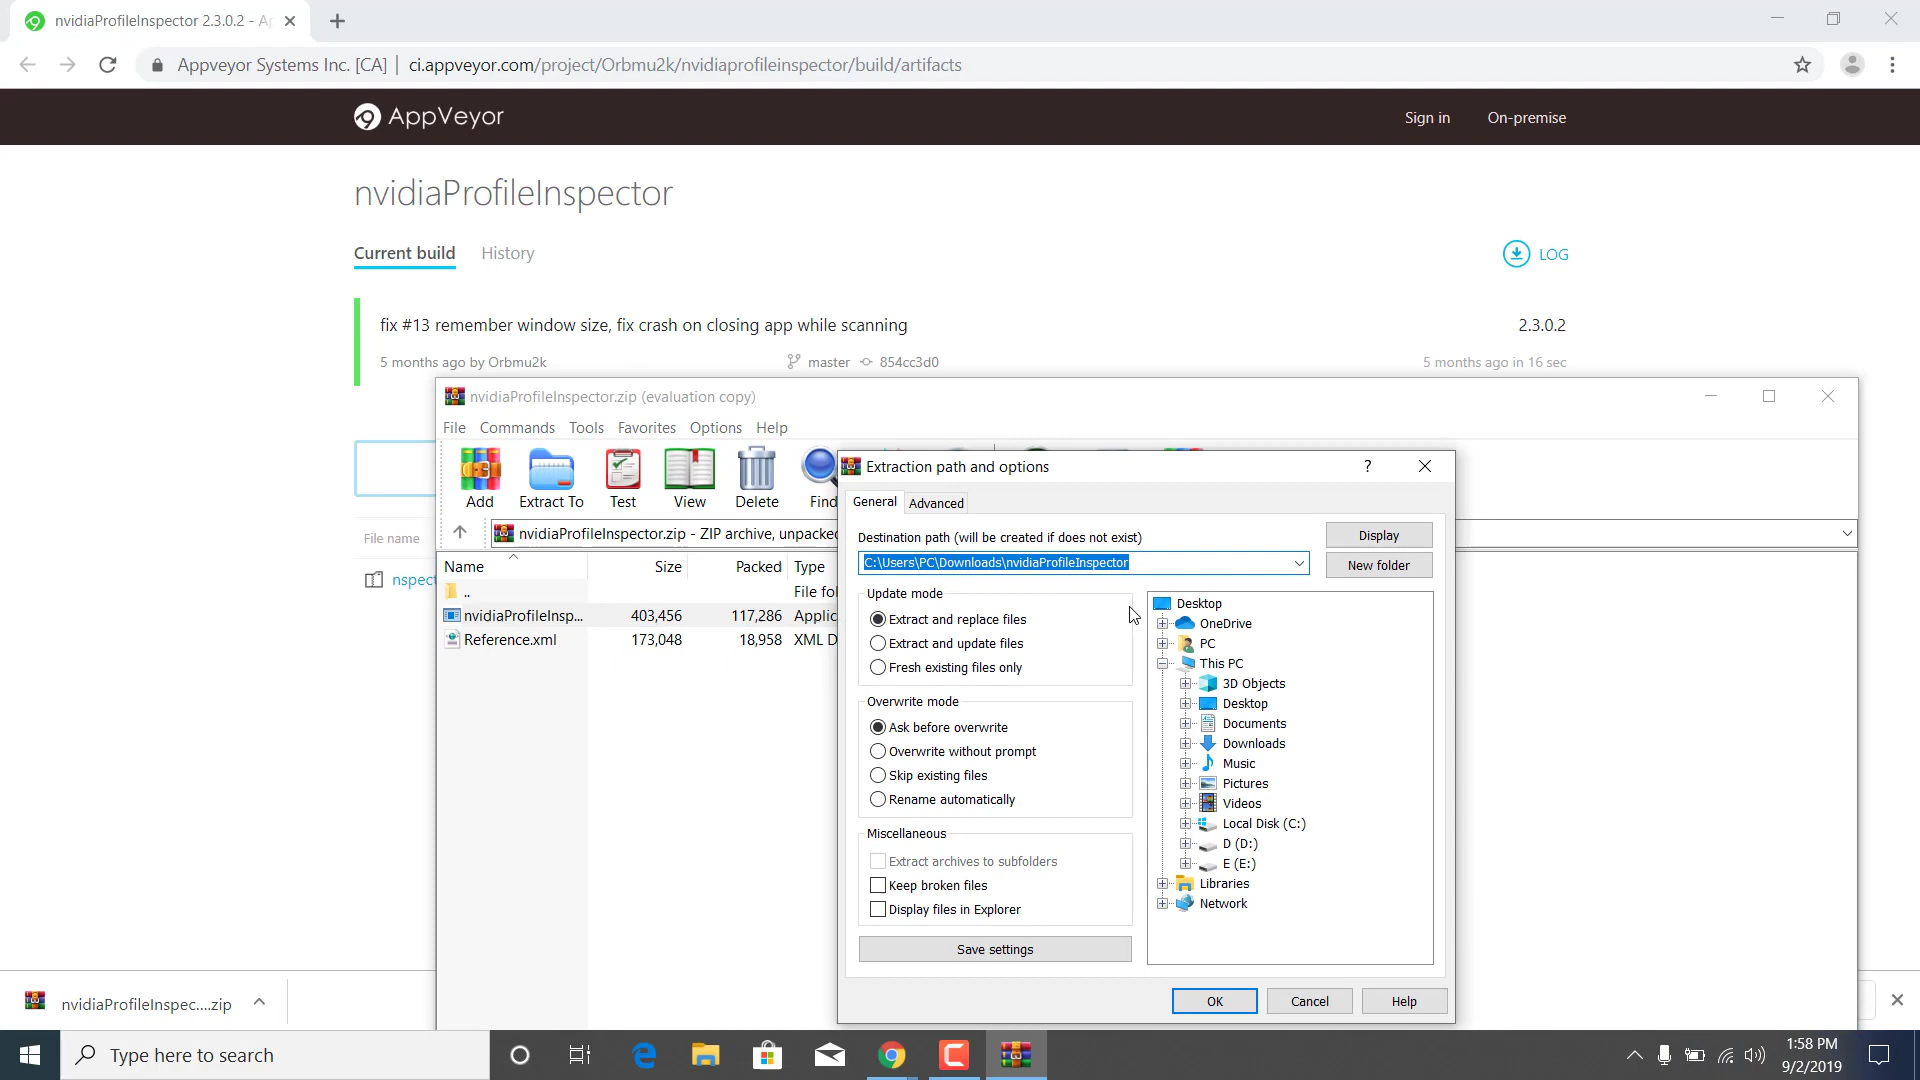 nvidiaProfileInspector 2.3.0.2 - A
Appveyor Systems Inc. [CA] | ci.appveyor.com/project/Orbmu2k/nvidiaprofileinspector/build/artifacts
AppVeyor
Sign in
On-premise
nvidiaProfileInspector
Current build
History
LOG
fix #13 remember window size, fix crash on closing app while scanning
2.3.0.2
5 months ago by Orbmu2k
master
854cc3d0
5 months ago in 16 sec
nvidiaProfileInspector.zip (evaluation copy)
File Commands Tools Favorites Options Help
Add
Extract To
Test
View
Delete
Find
nvidiaProfileInspector.zip - ZIP archive, unpacked
File name
nspect
Name
Size
Packed
Type
..
File fol
nvidiaProfileInsp...
403,456
117,286
Applic
Reference.xml
173,048
18,958
XML D
Extraction path and options
?
General
Advanced
Destination path (will be created if does not exist)
C:\Users\PC\Downloads\nvidiaProfileInspector
Display
New folder
Update mode
Extract and replace files
Extract and update files
Fresh existing files only
Overwrite mode
Ask before overwrite
Overwrite without prompt
Skip existing files
Rename automatically
Miscellaneous
Extract archives to subfolders
Keep broken files
Display files in Explorer
Save settings
Desktop
OneDrive
PC
This PC
3D Objects
Desktop
Documents
Downloads
Music
Pictures
Videos
Local Disk (C:)
D (D:)
E (E:)
Libraries
Network
OK
Cancel
Help
nvidiaProfileInspec....zip
Type here to search
1:58 PM
9/2/2019